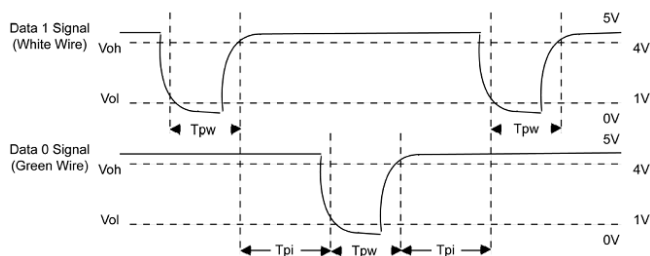 Data 1 Signal
(White Wire)
Voh
Vol
5V
4V
1V
0V
Tpw
Tpw
Data 0 Signal
(Green Wire)
Voh
Vol
5V
4V
1V
0V
Tpi
Tpw
Tpi